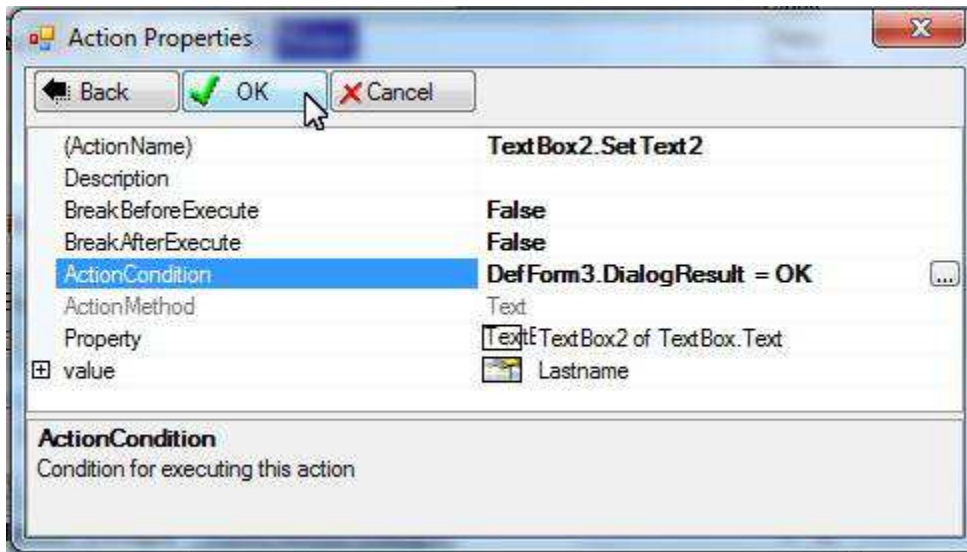 Action Properties
Back OK Cancel
(ActionName) TextBox2.SetText2
Description
BreakBeforeExecute False
BreakAfterExecute False
ActionCondition DefForm3.DialogResult = OK ...
ActionMethod Text
Property TextBox2 of TextBox.Text
value Lastname
ActionCondition
Condition for executing this action